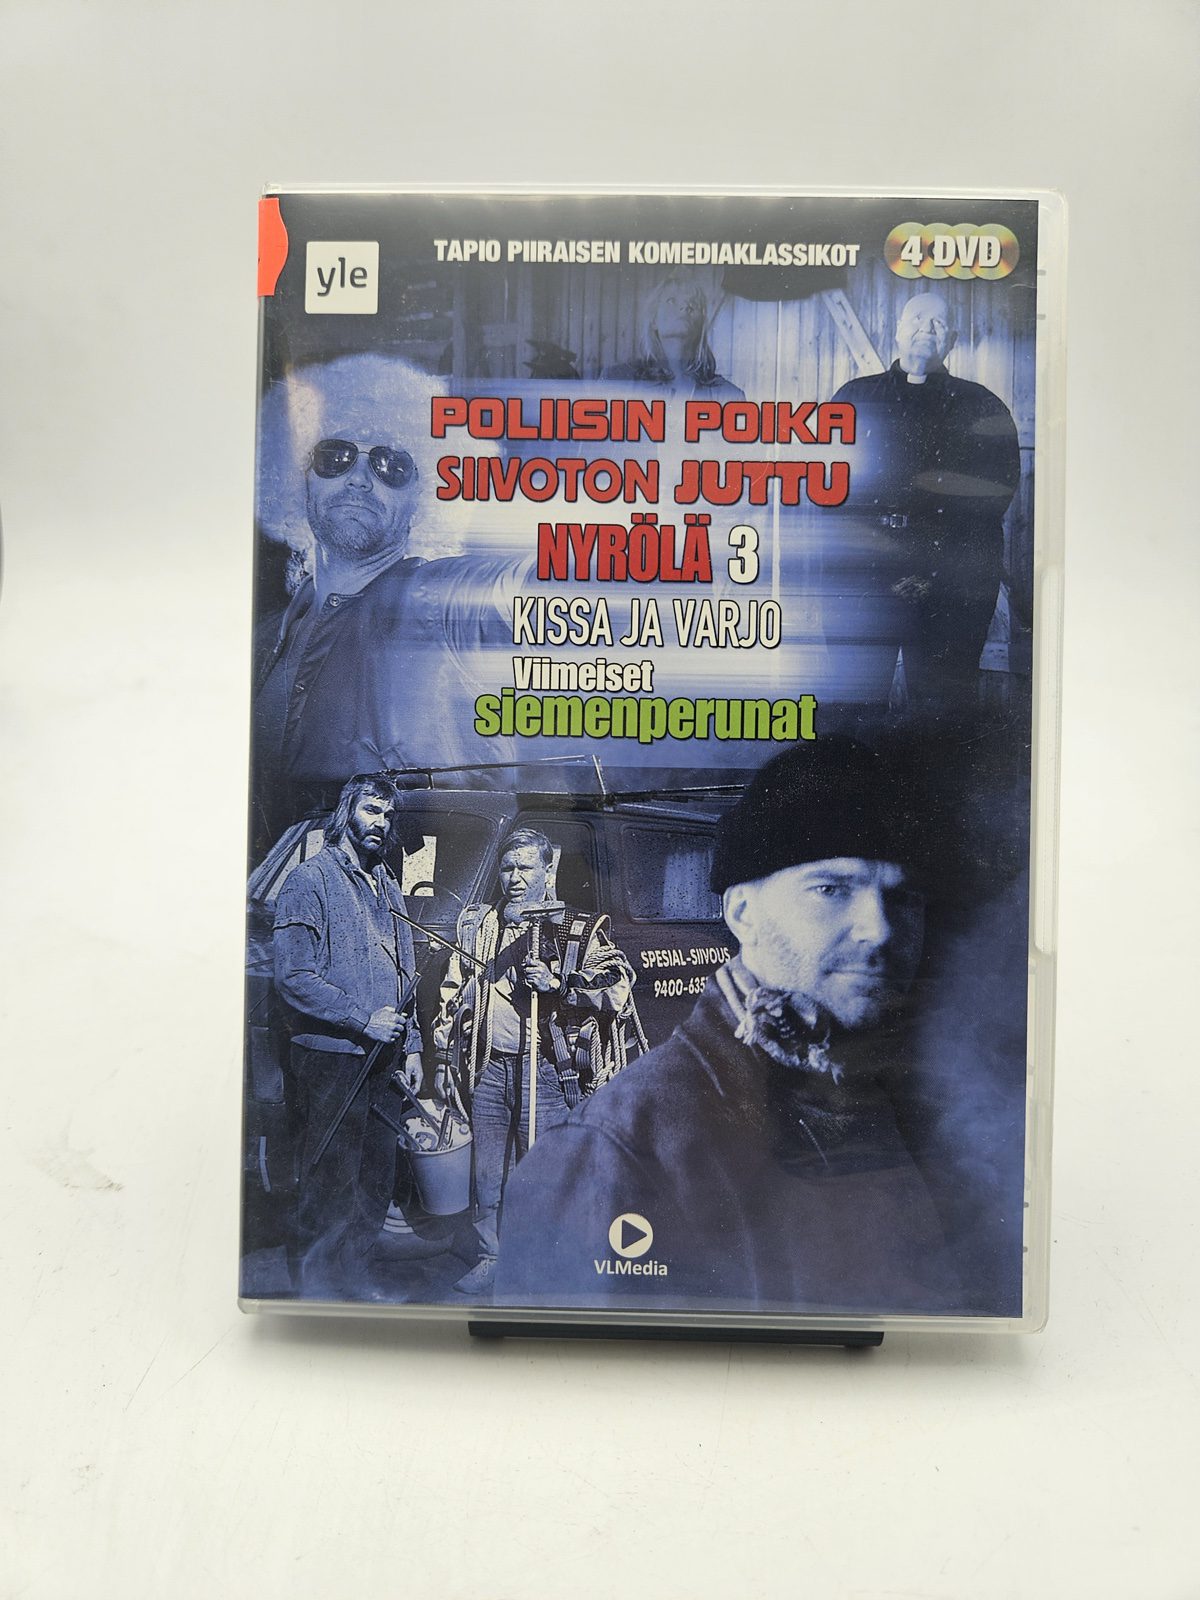 yle
TAPIO PIIRAISEN KOMEDIAKLASSIKOT
4 DVD
POLIISIN POIKA
SIIVOTON JUTTU
NYRÖLÄ 3
KISSA JA VARJO
Viimeiset
siemenperunat
SPESIAL-SIIVOUS
9400-635
VLMedia